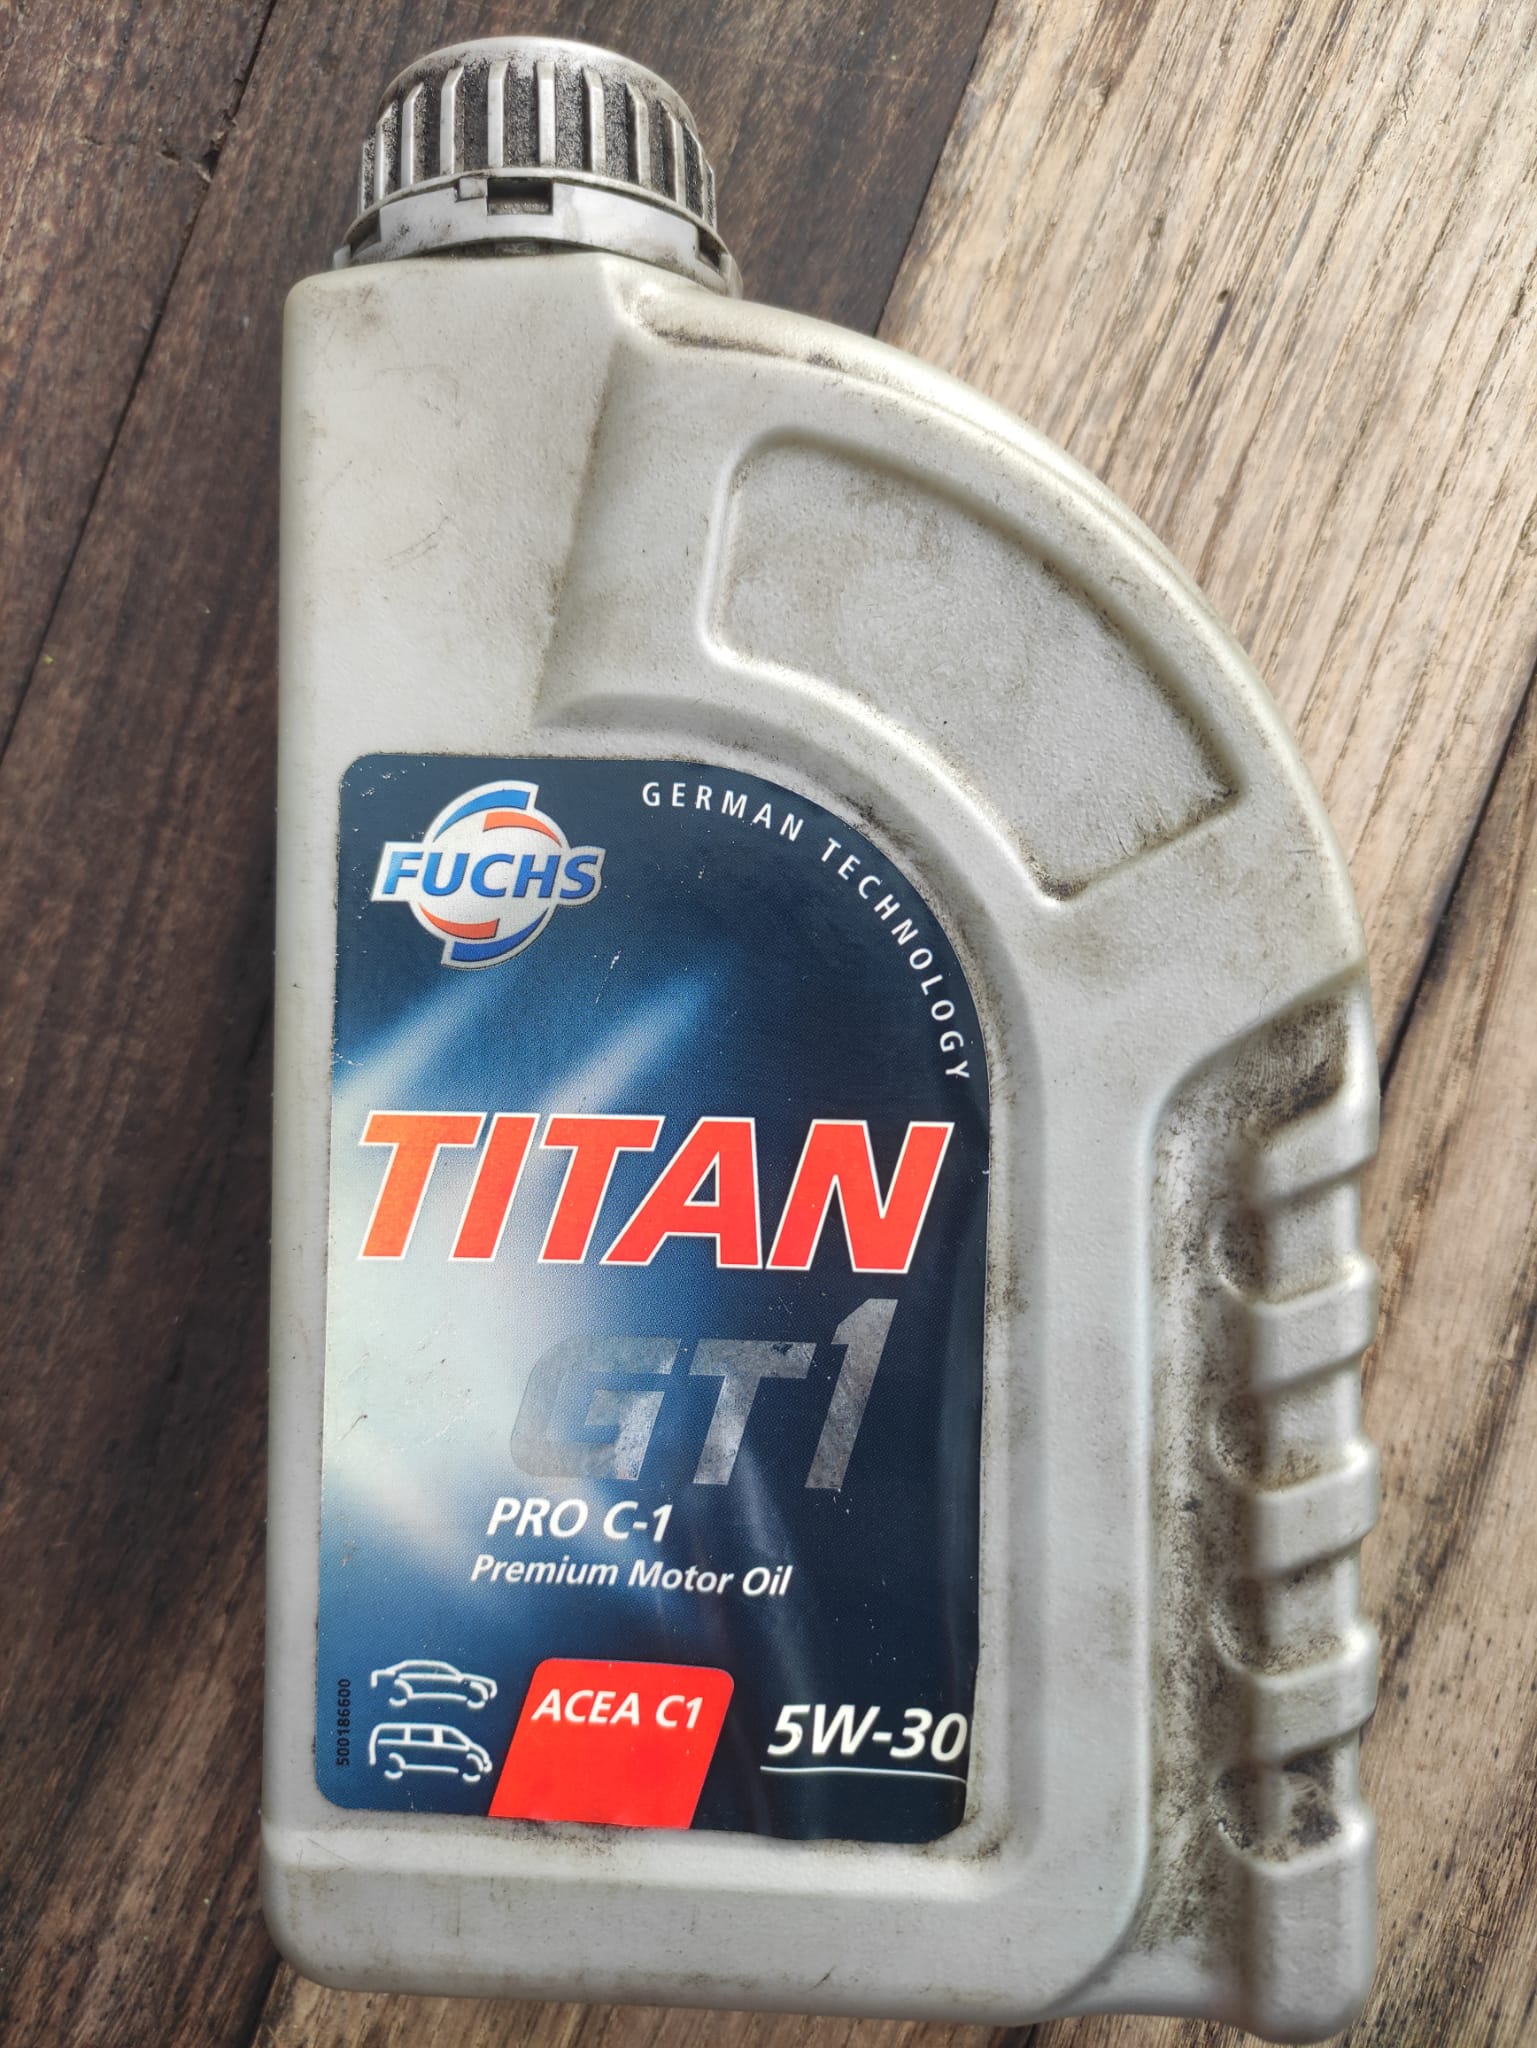 FUCHS
GERMAN TECHNOLOGY
TITAN
GT1
PRO C-1
Premium Motor Oil
500186600
ACEA C1
5W-30